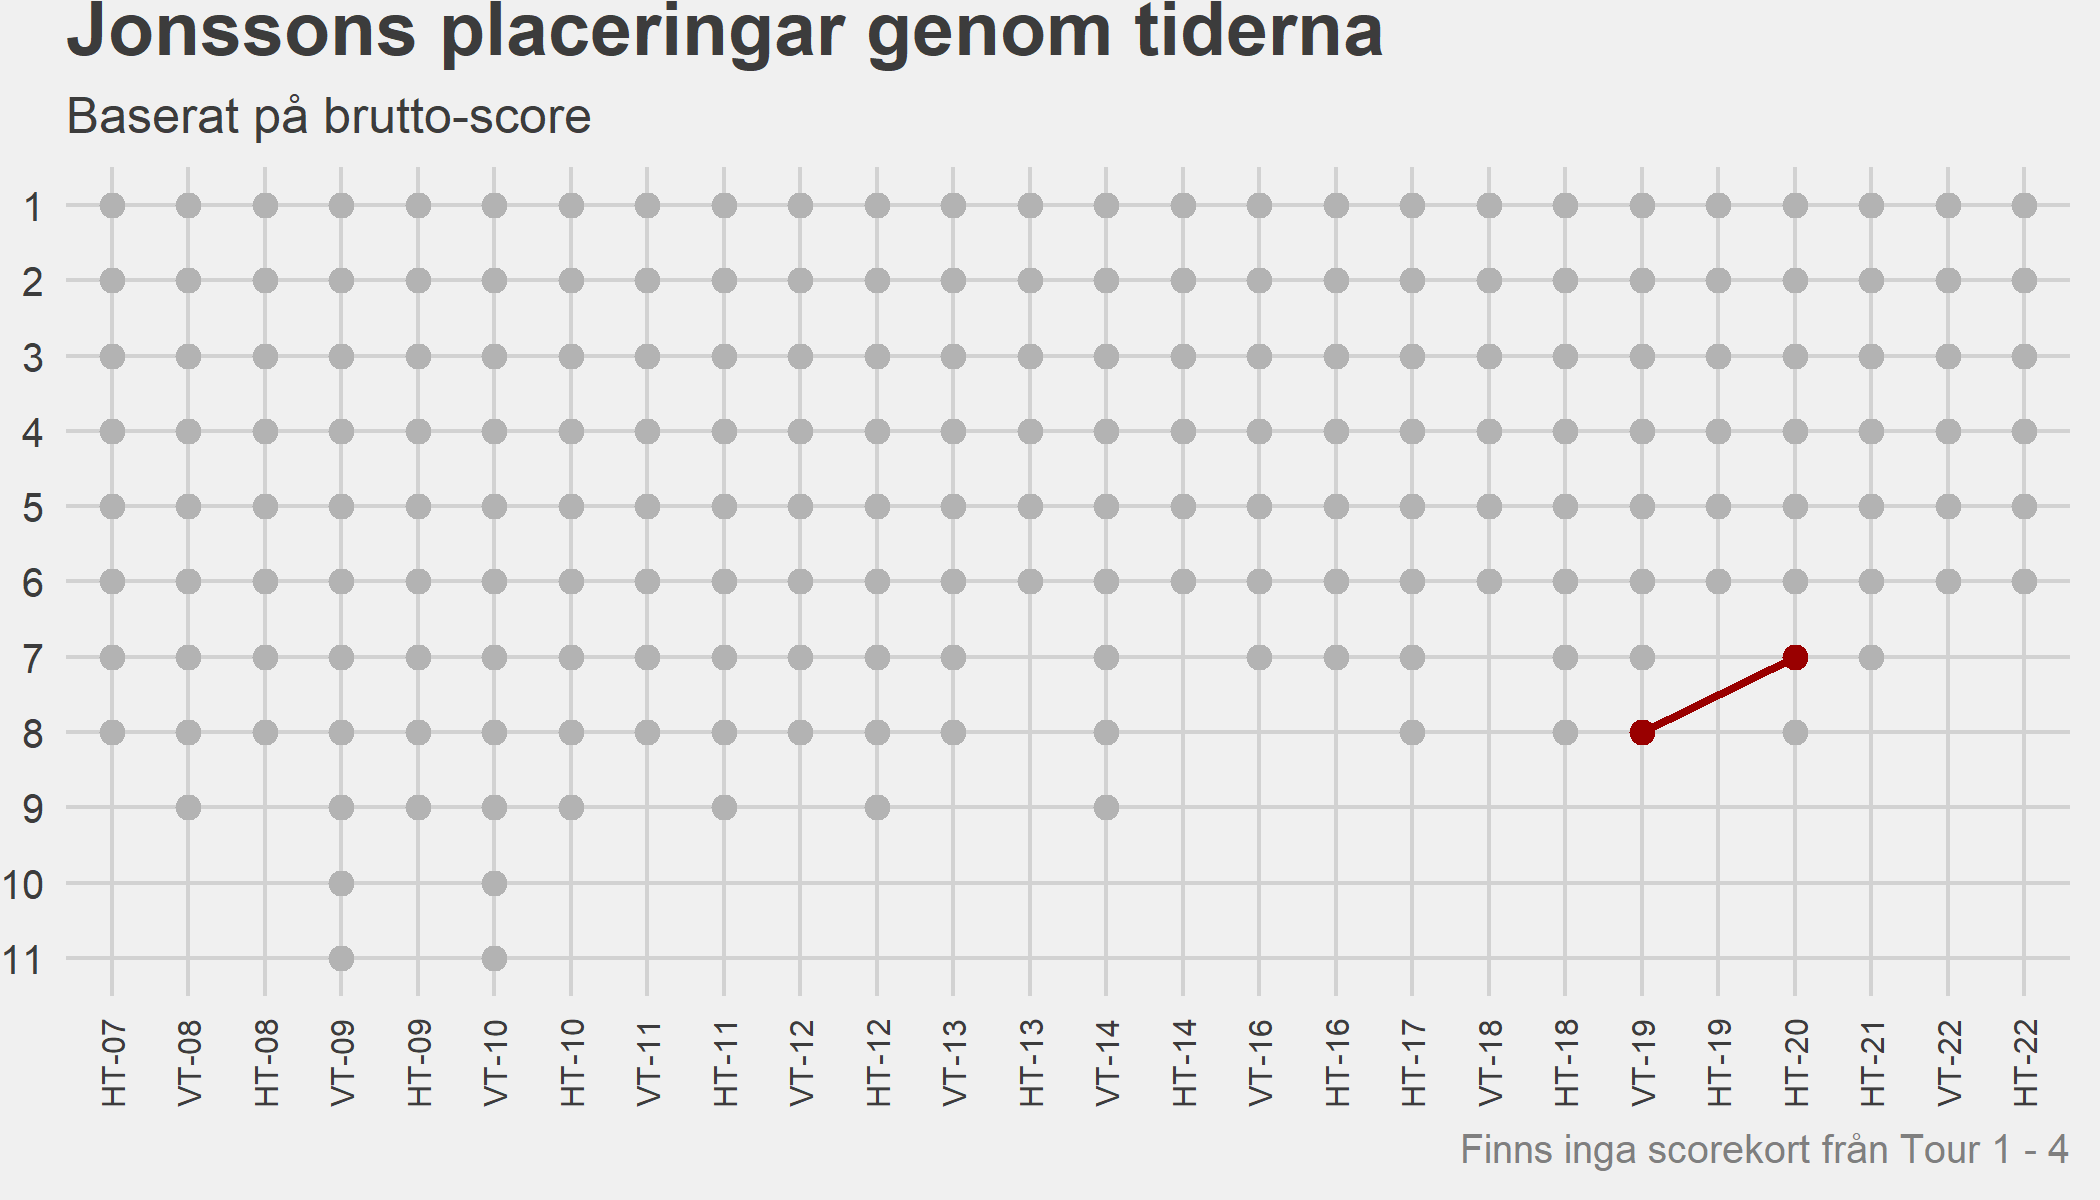 Jonssons placeringar genom tiderna
Baserat på brutto-score
1
2
3
4
5
6
7
8
9
10
11
HT-07
VT-08
HT-08
VT-09
HT-09
VT-10
HT-10
VT-11
HT-11
VT-12
HT-12
VT-13
HT-13
VT-14
HT-14
VT-16
HT-16
HT-17
VT-18
HT-18
VT-19
HT-19
HT-20
HT-21
VT-22
HT-22
Finns inga scorekort från Tour 1 - 4